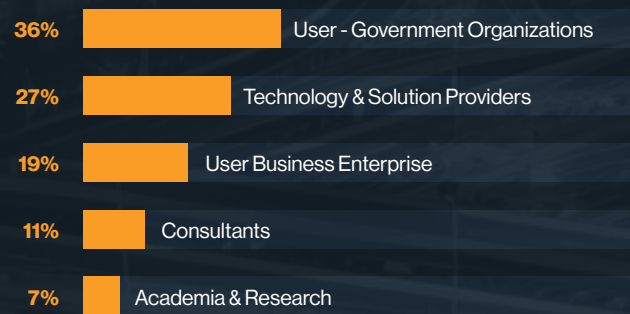 36% User - Government Organizations
27% Technology & Solution Providers
19% User Business Enterprise
11% Consultants
7% Academia & Research